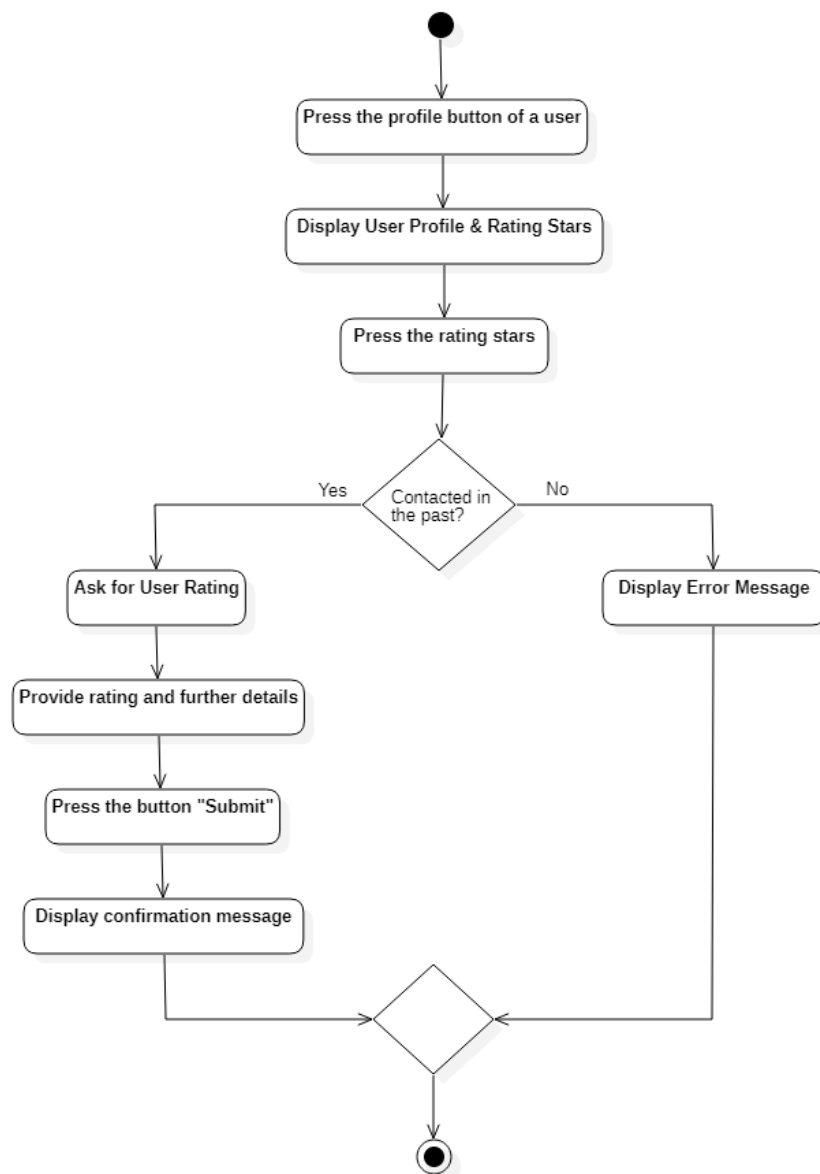 Press the profile button of a user
Display User Profile & Rating Stars
Press the rating stars
Yes
Contacted in
the past?
No
Ask for User Rating
Display Error Message
Provide rating and further details
Press the button "Submit"
Display confirmation message